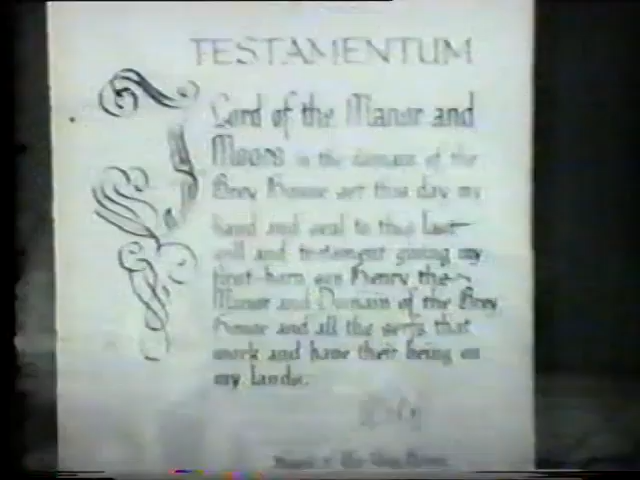 TESTAMENTUM
I Lord of the Manor and
Moors in the domain of the
Grey House set this day my
hand and seal to this last
will and testament giving my
first-born son Henry the
Manor and Domain of the Grey
House and all the serfs that
work and have their being on
my lands.